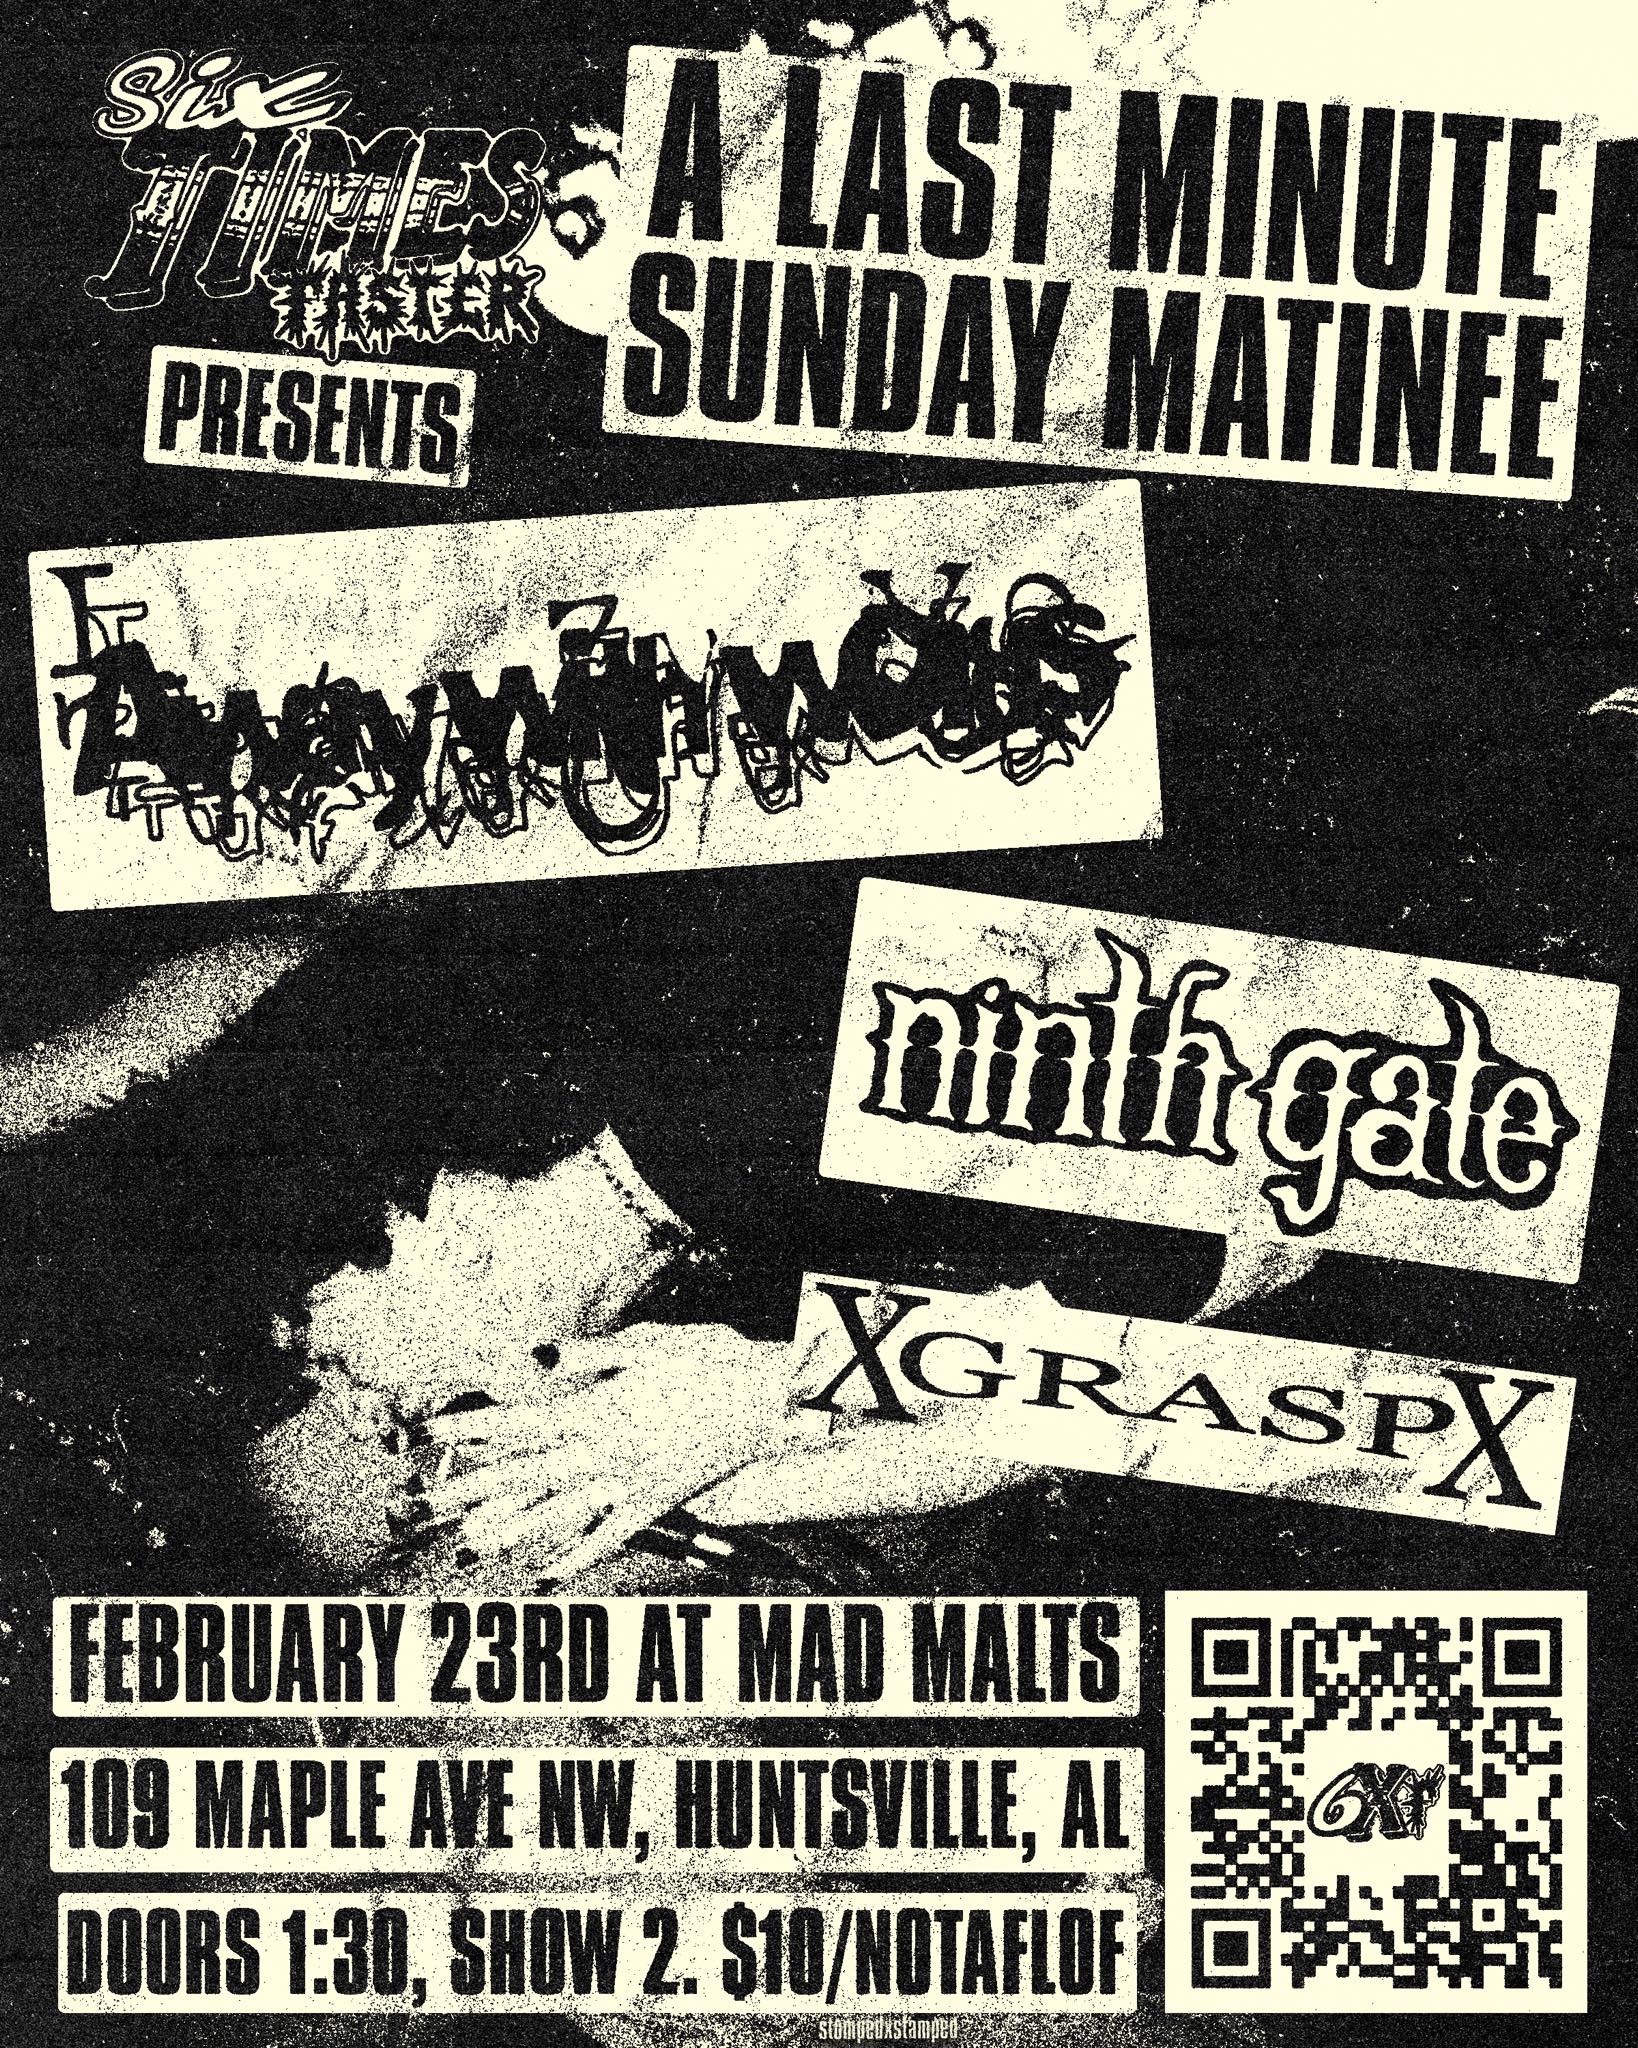 Six
TIMES
FASTER
PRESENTS
A LAST MINUTE
SUNDAY MATINEE
ninth gate
XGRASPX
FEBRUARY 23RD AT MAD MALTS
109 MAPLE AVE NW, HUNTSVILLE, AL
DOORS 1:30, SHOW 2. $10/NOTAFLOF
6XF
stompedxstamped